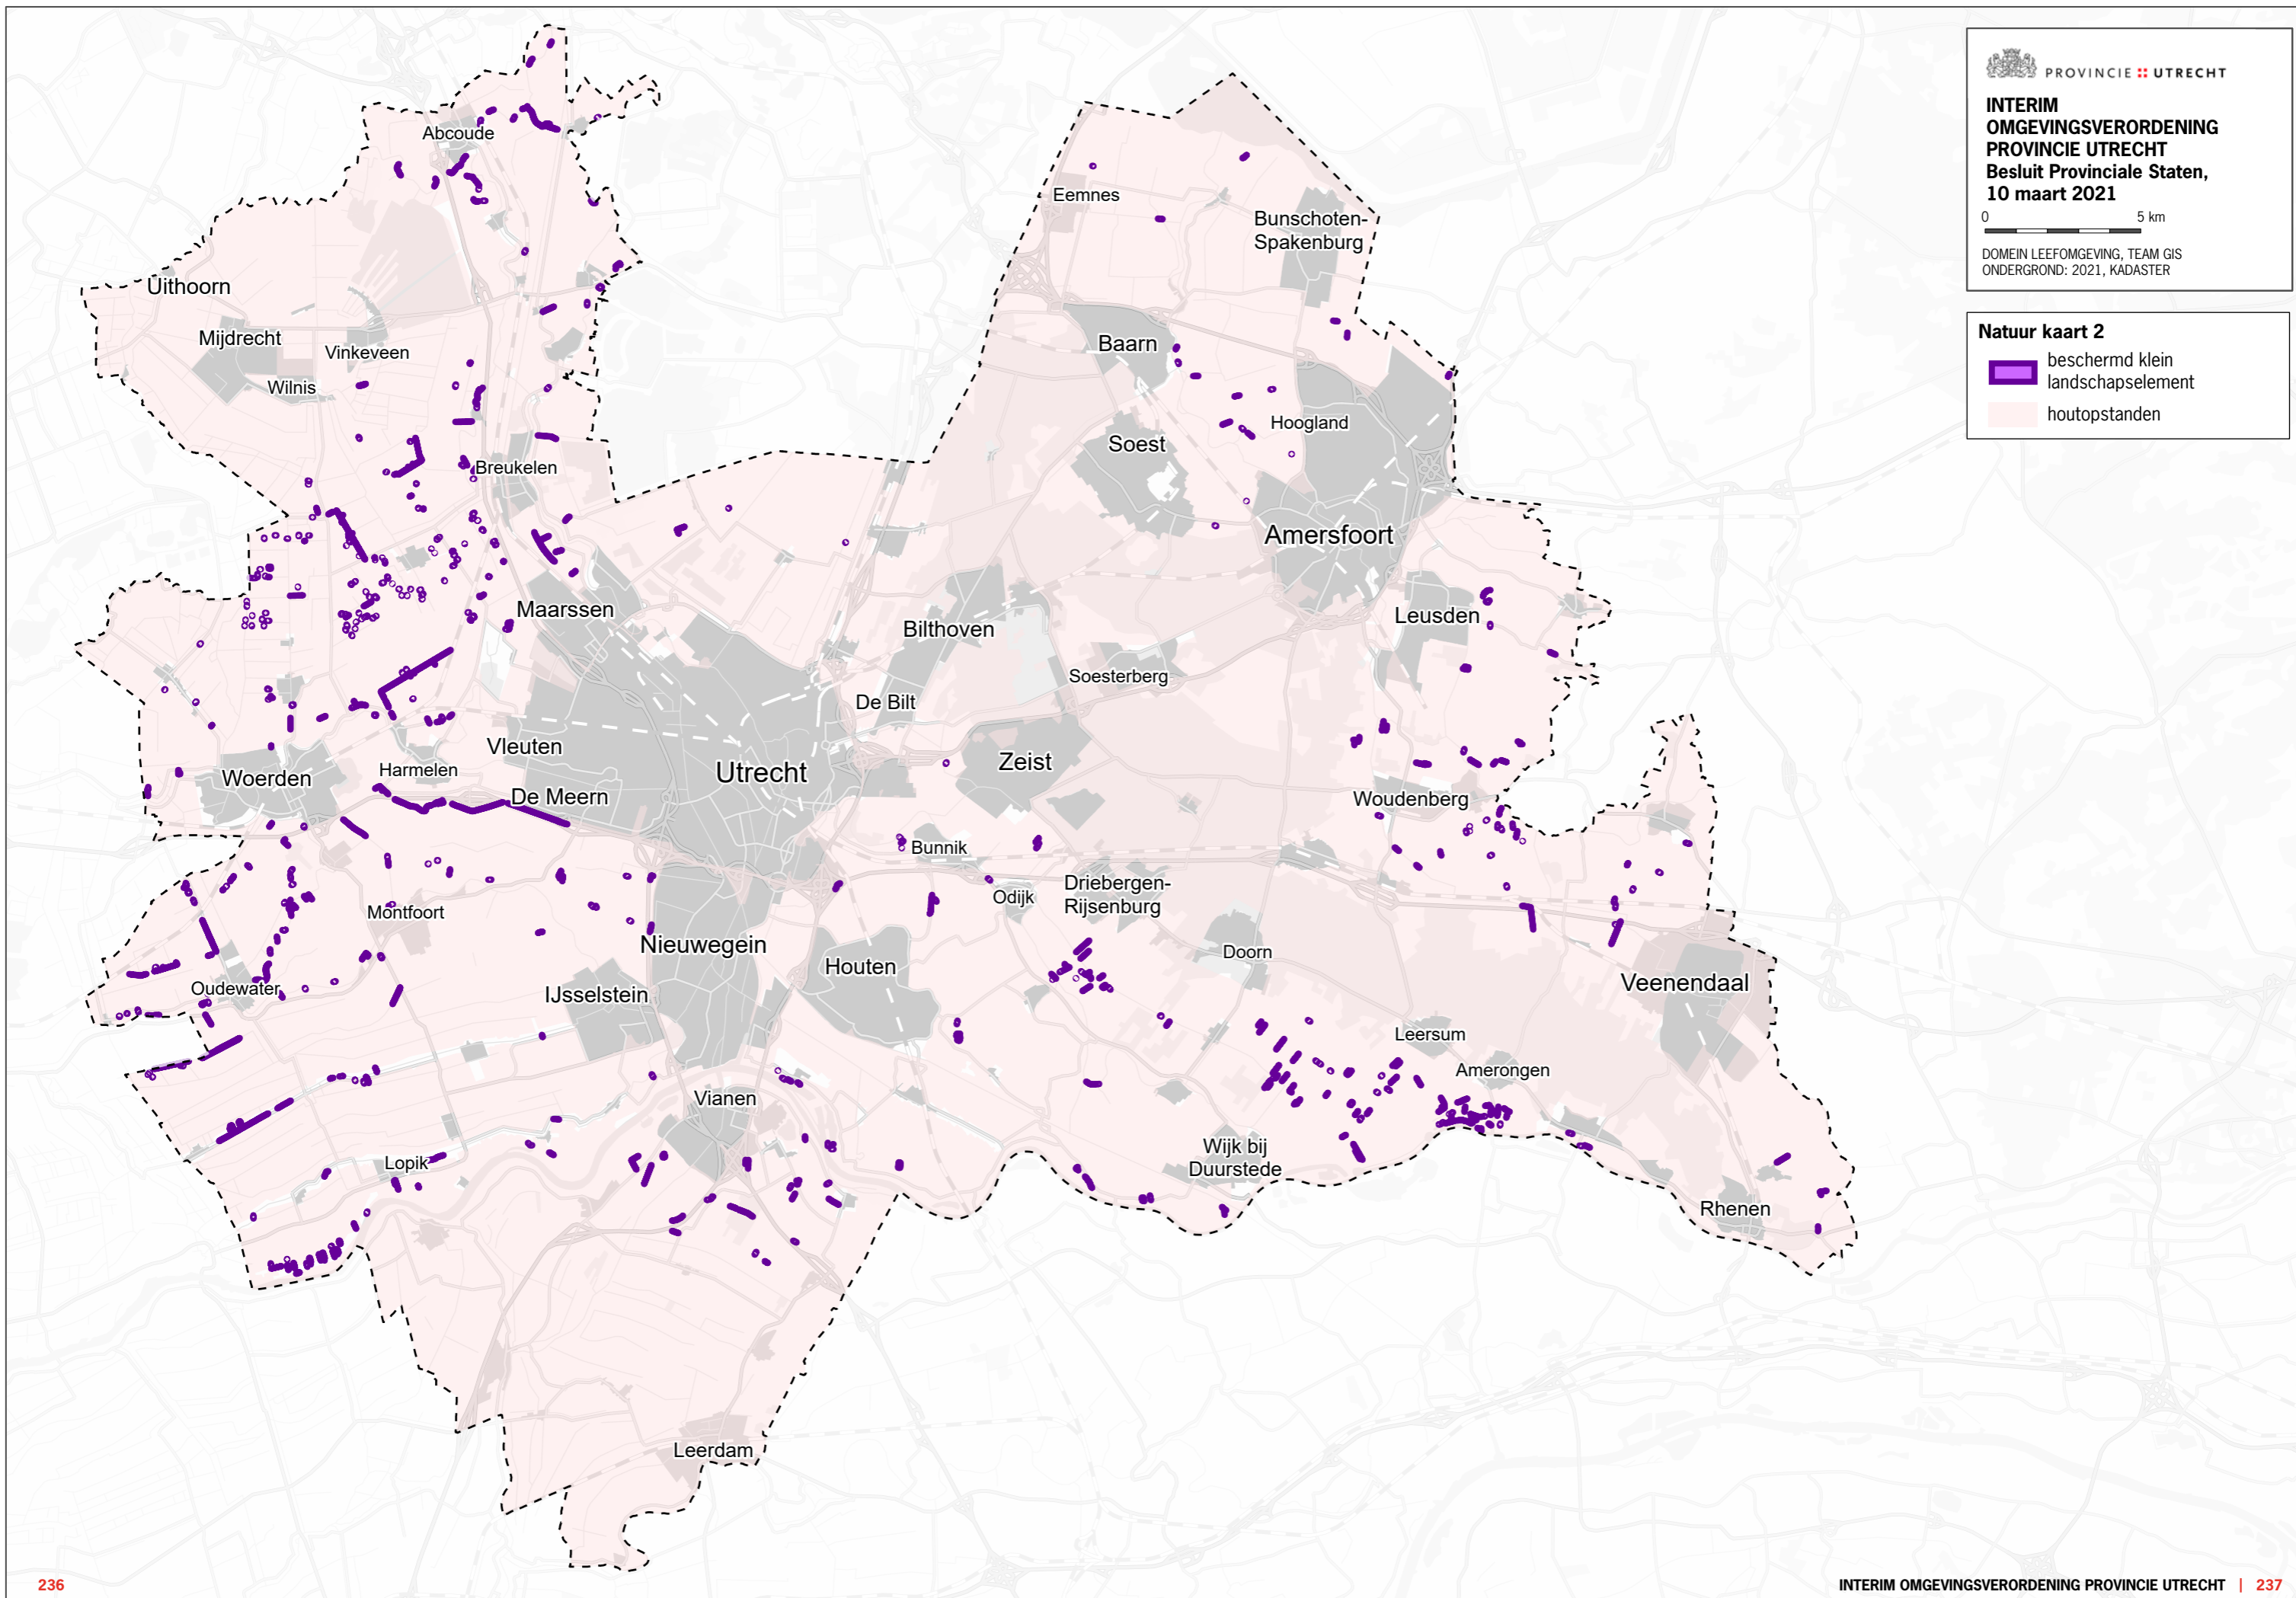 PROVINCIE UTRECHT
INTERIM
OMGEVINGSVERORDENING
PROVINCIE UTRECHT
Besluit Provinciale Staten,
10 maart 2021
0 5 km
DOMEIN LEEFOMGEVING, TEAM GIS
ONDERGROND: 2021, KADASTER
Natuur kaart 2
beschermd klein
landschapselement
houtopstanden
Abcoude
Eemnes
Bunschoten-
Spakenburg
Uithoorn
Mijdrecht
Vinkeveen
Wilnis
Baarn
Hoogland
Soest
Breukelen
Amersfoort
Maarssen
Leusden
Bilthoven
Soesterberg
De Bilt
Vleuten
Utrecht
Zeist
Woerden
Harmelen
De Meern
Woudenberg
Bunnik
Driebergen-
Rijsenburg
Odijk
Montfoort
Nieuwegein
Houten
Doorn
Oudewater
IJsselstein
Veenendaal
Leersum
Amerongen
Vianen
Wijk bij
Duurstede
Lopik
Rhenen
Leerdam
236
INTERIM OMGEVINGSVERORDENING PROVINCIE UTRECHT | 237